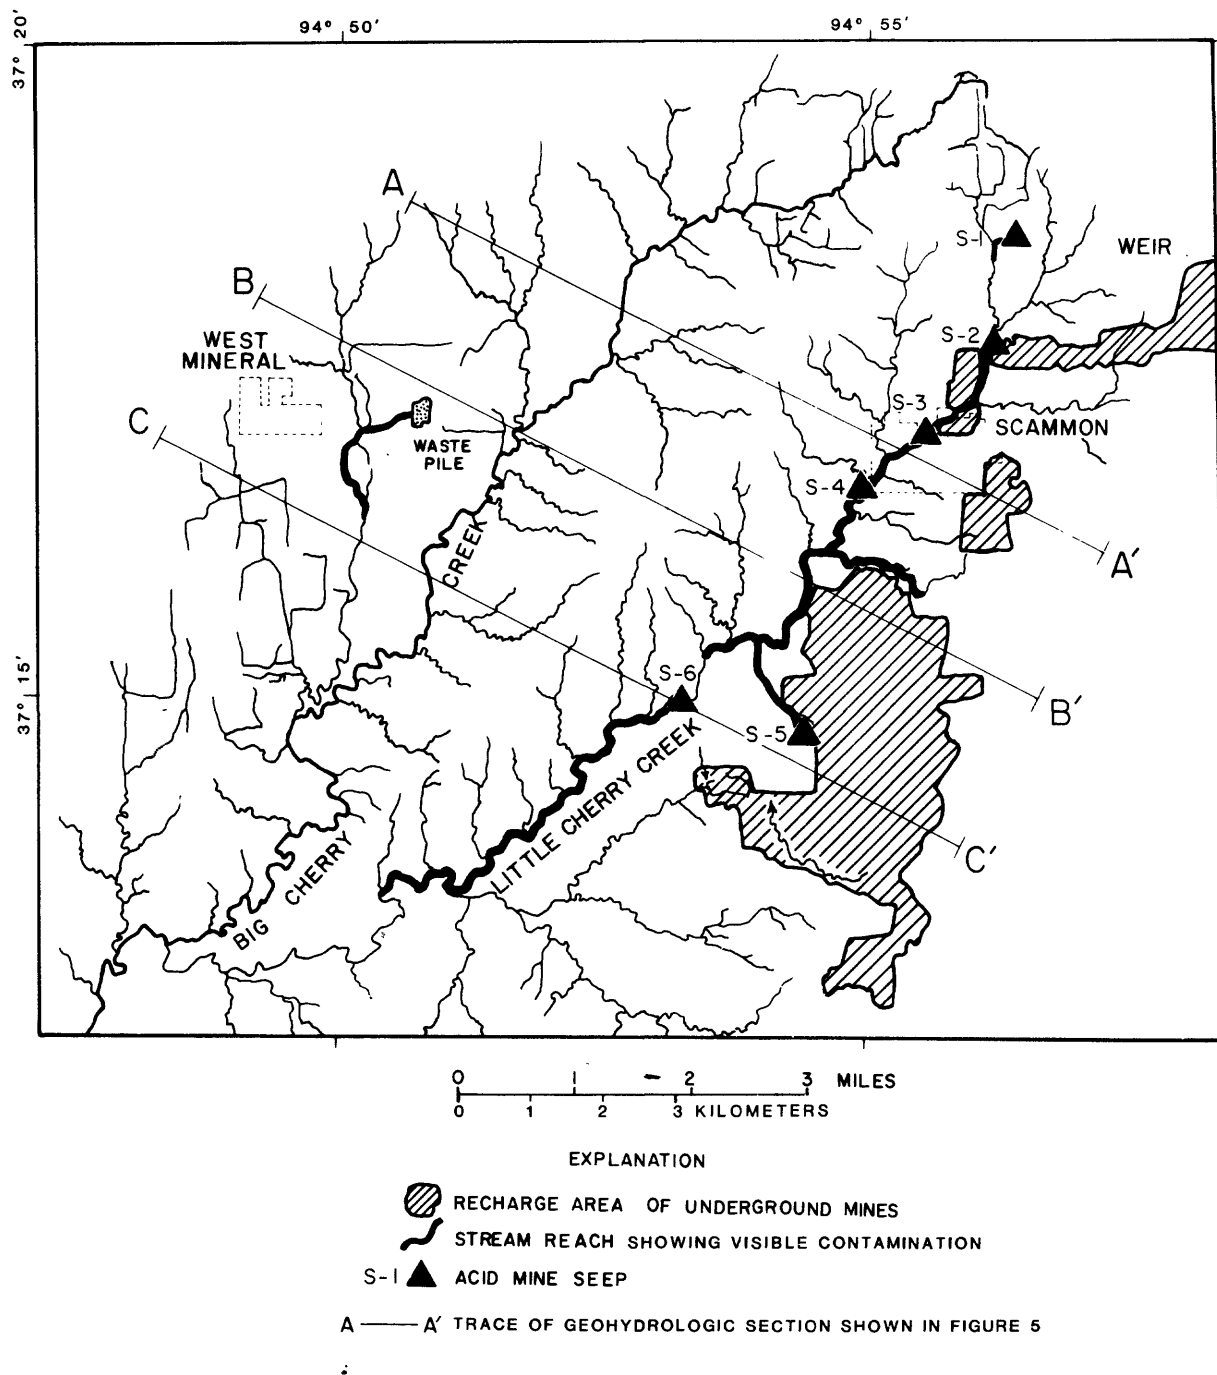 94° 50′
94° 55′
37° 20′
A
S-1
WEIR
B
WEST
MINERAL
S-2
S-3
C
WASTE
PILE
SCAMMON
S-4
CREEK
A′
37° 15′
S-6
B′
S-5
LITTLE CHERRY CREEK
C′
CHERRY
BIG
0 1 2 3 MILES
0 1 2 3 KILOMETERS
EXPLANATION
RECHARGE AREA OF UNDERGROUND MINES
STREAM REACH SHOWING VISIBLE CONTAMINATION
S-1 ACID MINE SEEP
A — A′ TRACE OF GEOHYDROLOGIC SECTION SHOWN IN FIGURE 5